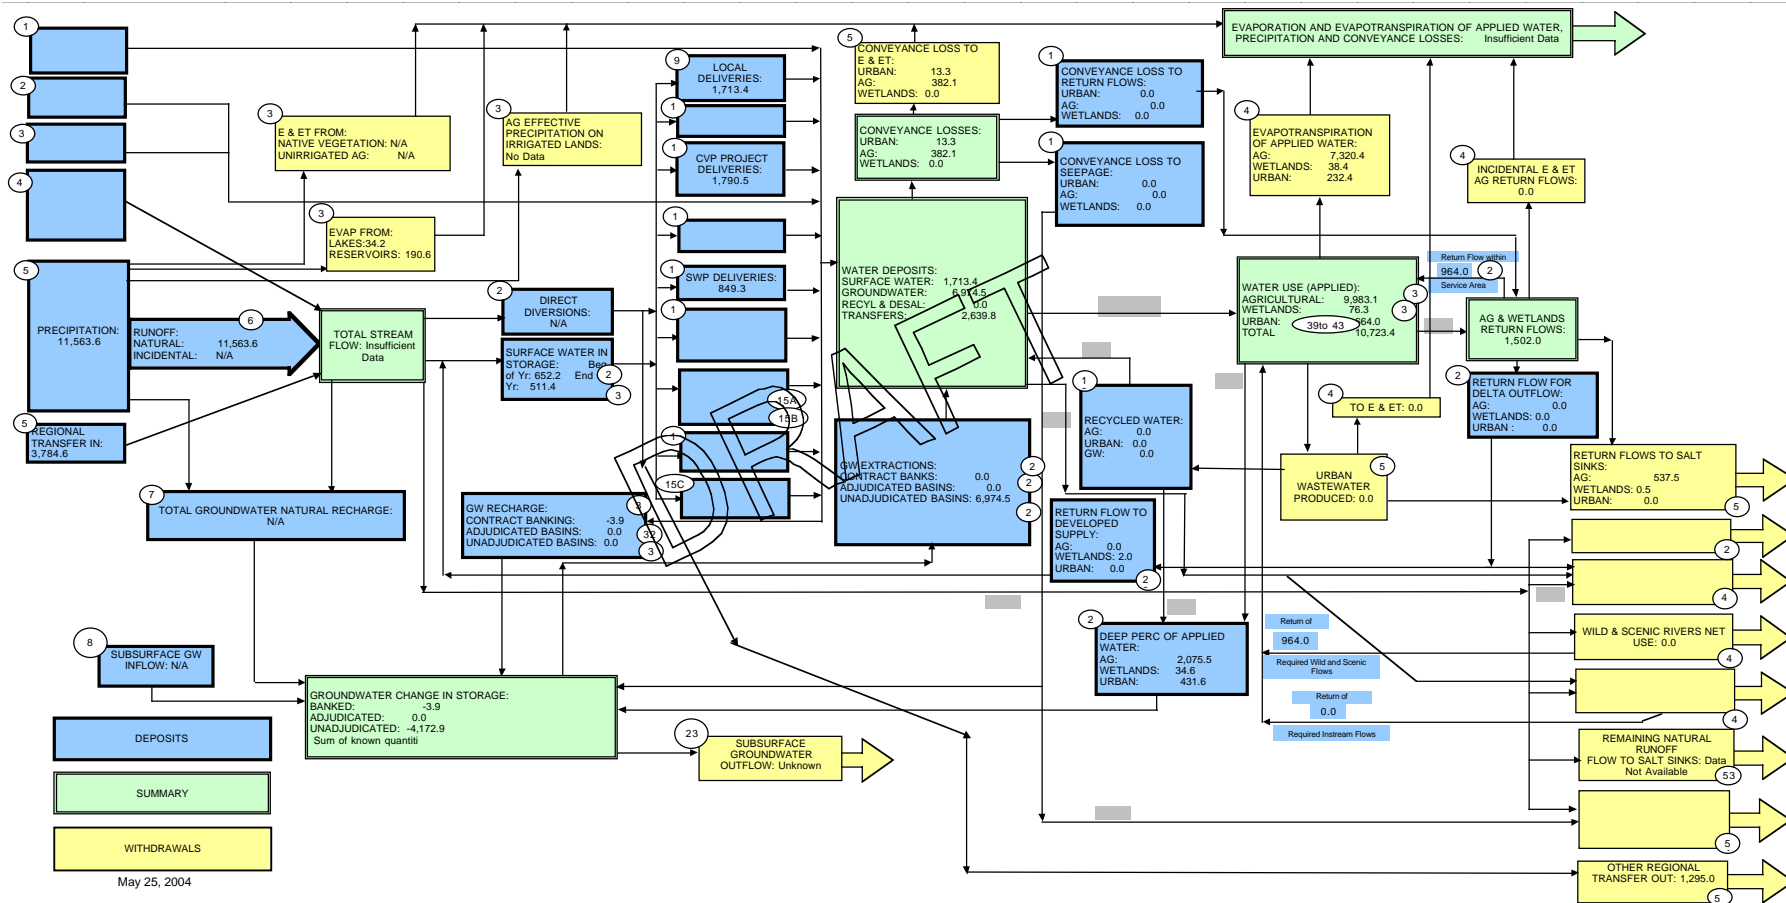 1
2
3
4
5
PRECIPITATION:
11,563.6
RUNOFF:
NATURAL: 11,563.6
INCIDENTAL: N/A
6
5
REGIONAL
TRANSFER IN:
3,784.6
3
E & ET FROM:
NATIVE VEGETATION: N/A
UNIRRIGATED AG: N/A
3
EVAP FROM:
LAKES:34.2
RESERVOIRS: 190.6
3
AG EFFECTIVE
PRECIPITATION ON
IRRIGATED LANDS:
No Data
TOTAL STREAM
FLOW: Insufficient
Data
2
DIRECT
DIVERSIONS:
N/A
SURFACE WATER IN
STORAGE: Beg
of Yr: 652.2 End
Yr: 511.4
2
3
7
TOTAL GROUNDWATER NATURAL RECHARGE:
N/A
GW RECHARGE:
CONTRACT BANKING: -3.9
ADJUDICATED BASINS: 0.0
UNADJUDICATED BASINS: 0.0
3
32
3
8
SUBSURFACE GW
INFLOW: N/A
GROUNDWATER CHANGE IN STORAGE:
BANKED: -3.9
ADJUDICATED: 0.0
UNADJUDICATED: -4,172.9
Sum of known quantiti
23
SUBSURFACE
GROUNDWATER
OUTFLOW: Unknown
DEPOSITS
SUMMARY
WITHDRAWALS
May 25, 2004
9
LOCAL
DELIVERIES:
1,713.4
1
1
CVP PROJECT
DELIVERIES:
1,790.5
1
1
SWP DELIVERIES:
849.3
1
15A
15B
1
15C
5
CONVEYANCE LOSS TO
E & ET:
URBAN: 13.3
AG: 382.1
WETLANDS: 0.0
CONVEYANCE LOSSES:
URBAN: 13.3
AG: 382.1
WETLANDS: 0.0
1
CONVEYANCE LOSS TO
RETURN FLOWS:
URBAN: 0.0
AG: 0.0
WETLANDS: 0.0
1
CONVEYANCE LOSS TO
SEEPAGE:
URBAN: 0.0
AG: 0.0
WETLANDS: 0.0
WATER DEPOSITS:
SURFACE WATER: 1,713.4
GROUNDWATER: 6,974.5
RECYL & DESAL: 0.0
TRANSFERS: 2,639.8
GW EXTRACTIONS:
CONTRACT BANKS: 0.0
ADJUDICATED BASINS: 0.0
UNADJUDICATED BASINS: 6,974.5
2
2
2
DRAFT
1
RECYCLED WATER:
AG: 0.0
URBAN: 0.0
GW: 0.0
RETURN FLOW TO
DEVELOPED
SUPPLY:
AG: 0.0
WETLANDS: 2.0
URBAN: 0.0
2
2
DEEP PERC OF APPLIED
WATER:
AG: 2,075.5
WETLANDS: 34.6
URBAN: 431.6
EVAPORATION AND EVAPOTRANSPIRATION OF APPLIED WATER,
PRECIPITATION AND CONVEYANCE LOSSES: Insufficient Data
4
EVAPOTRANSPIRATION
OF APPLIED WATER:
AG: 7,320.4
WETLANDS: 38.4
URBAN: 232.4
4
INCIDENTAL E & ET
AG RETURN FLOWS:
0.0
WATER USE (APPLIED):
AGRICULTURAL: 9,983.1
WETLANDS: 76.3
URBAN: 664.0
TOTAL 10,723.4
39to 43
Return Flow within
964.0
Service Area
2
3
3
AG & WETLANDS
RETURN FLOWS:
1,502.0
2
RETURN FLOW FOR
DELTA OUTFLOW:
AG: 0.0
WETLANDS: 0.0
URBAN : 0.0
4
TO E & ET: 0.0
URBAN
WASTEWATER
PRODUCED: 0.0
5
RETURN FLOWS TO SALT
SINKS:
AG: 537.5
WETLANDS: 0.5
URBAN: 0.0
5
2
4
WILD & SCENIC RIVERS NET
USE: 0.0
4
4
Return of
964.0
Required Wild and Scenic
Flows
Return of
0.0
Required Instream Flows
REMAINING NATURAL
RUNOFF
FLOW TO SALT SINKS: Data
Not Available
53
5
OTHER REGIONAL
TRANSFER OUT: 1,295.0
5